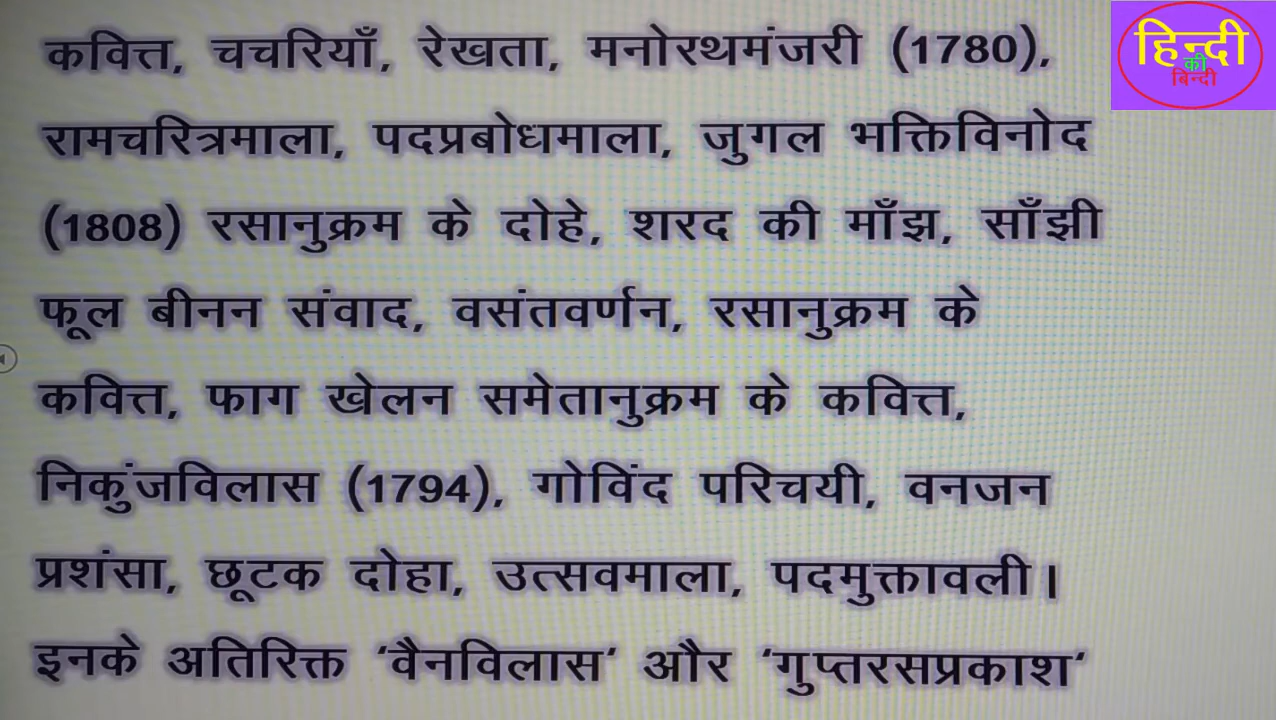 कवित्त, चचरियाँ, रेखता, मनोरथमंजरी (1780),
रामचरित्रमाला, पदप्रबोधमाला, जुगल भक्तिविनोद
(1808) रसानुक्रम के दोहे, शरद की माँझ, साँझी
फूल बीनन संवाद, वसंतवर्णन, रसानुक्रम के
कवित्त, फाग खेलन समेतानुक्रम के कवित्त,
निकुंजविलास (1794), गोविंद परिचयी, वनजन
प्रशंसा, छूटक दोहा, उत्सवमाला, पदमुक्तावली।
इनके अतिरिक्त ‘वैनविलास‘ और ‘गुप्तरसप्रकाश‘
हिन्दी
की
बिन्दी